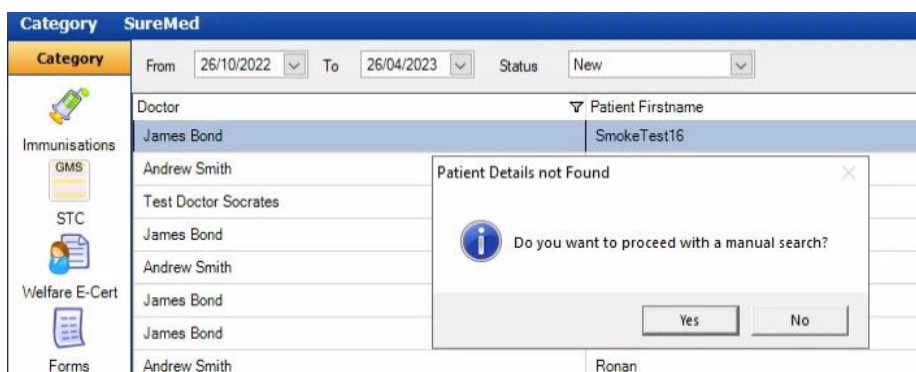 Category SureMed
Category
From 26/10/2022 To 26/04/2023 Status New
Immunisations
GMS
STC
Welfare E-Cert
Forms
Doctor Patient Firstname
James Bond SmokeTest16
Andrew Smith
Test Doctor Socrates
James Bond
Andrew Smith
James Bond
James Bond
Andrew Smith Ronan
Patient Details not Found
Do you want to proceed with a manual search?
Yes No